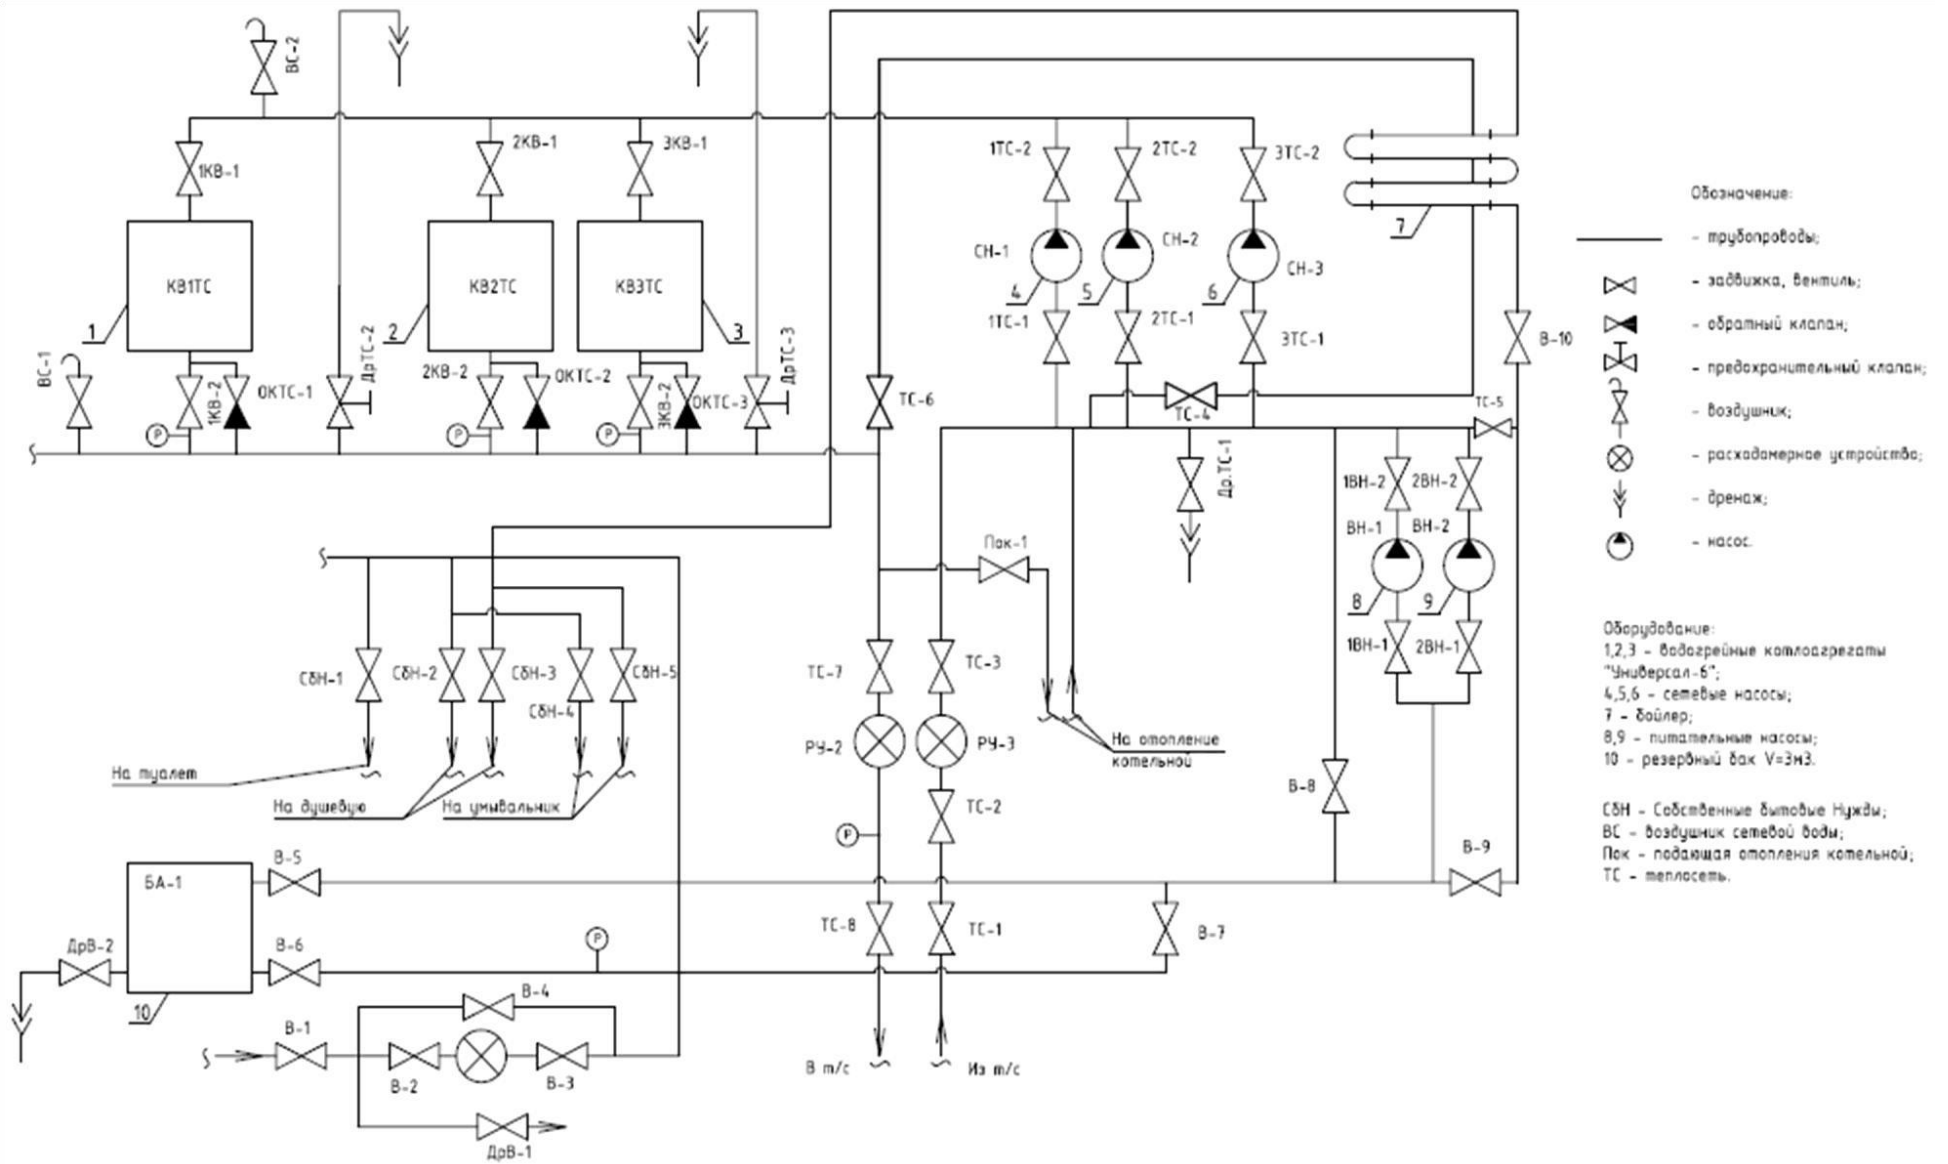 ВС-2
1КВ-1
2КВ-1
3КВ-1
1ТС-2
2ТС-2
3ТС-2
КВ1ТС
КВ2ТС
КВ3ТС
1
2
3
СН-1
СН-2
СН-3
4
5
6
7
1ТС-1
2ТС-1
3ТС-1
В-10
ВС-1
1КВ-2
ОКТС-1
ДрТС-2
2КВ-2
ОКТС-2
3КВ-2
ОКТС-3
ДрТС-3
ТС-6
ТС-4
ТС-5
Р
Р
Р
Др.ТС-1
1ВН-2
2ВН-2
ВН-1
ВН-2
8
9
1ВН-1
2ВН-1
Пок-1
СбН-1
СбН-2
СбН-3
СбН-4
СбН-5
ТС-7
ТС-3
РУ-2
РУ-3
На отопление
котельной
На туалет
На душевую
На умывальник
ТС-2
Р
В-8
В-9
БА-1
В-5
ТС-8
ТС-1
В-7
ДрВ-2
В-6
Р
10
В-4
В-1
В-2
В-3
ДрВ-1
В т/с
Из т/с
Обозначение:
- трубопроводы;
- задвижка, вентиль;
- обратный клапан;
- предохранительный клапан;
- воздушник;
- расходомерное устройство;
- дренаж;
- насос.
Оборудование:
1,2,3 - водогрейные котлоагрегаты
"Универсал-6";
4,5,6 - сетевые насосы;
7 - бойлер;
8,9 - питательные насосы;
10 - резервный бак V=3м3.
СбН - Собственные бытовые Нужды;
ВС - воздушник сетевой воды;
Пок - подающая отопления котельной;
ТС - теплосеть.